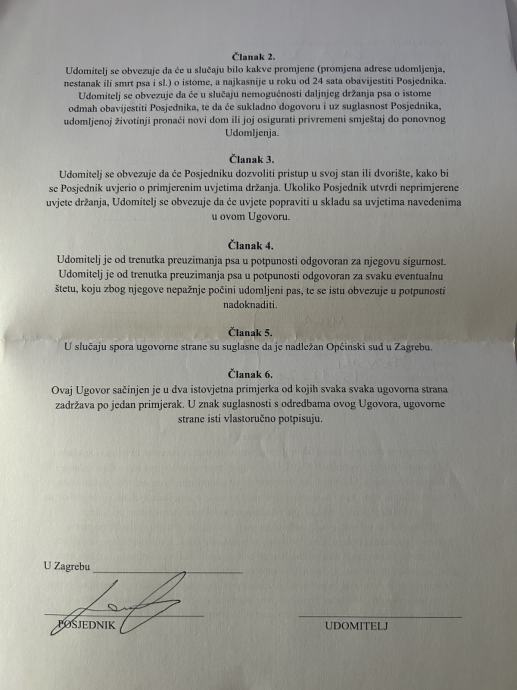 Članak 2.
Udomitelj se obvezuje da će u slučaju bilo kakve promjene (promjena adrese udomljenja,
nestanak ili smrt psa i sl.) o istome, a najkasnije u roku od 24 sata obavijestiti Posjednika.
Udomitelj se obvezuje da će u slučaju nemogućnosti daljnjeg držanja psa o istome
odmah obavijestiti Posjednika, te da će sukladno dogovoru i uz suglasnost Posjednika,
udomljenoj životinji pronaći novi dom ili joj osigurati privremeni smještaj do ponovnog
Udomljenja.
Članak 3.
Udomitelj se obvezuje da će Posjedniku dozvoliti pristup u svoj stan ili dvorište, kako bi
se Posjednik uvjerio o primjerenim uvjetima držanja. Ukoliko Posjednik utvrdi neprimjerene
uvjete držanja, Udomitelj se obvezuje da će uvjete popraviti u skladu sa uvjetima navedenima
u ovom Ugovoru.
Članak 4.
Udomitelj je od trenutka preuzimanja psa u potpunosti odgovoran za njegovu sigurnost.
Udomitelj je od trenutka preuzimanja psa u potpunosti odgovoran za svaku eventualnu
štetu, koju zbog njegove nepažnje počini udomljeni pas, te se istu obvezuje u potpunosti
nadoknaditi.
Članak 5.
U slučaju spora ugovorne strane su suglasne da je nadležan Općinski sud u Zagrebu.
Članak 6.
Ovaj Ugovor sačinjen je u dva istovjetna primjerka od kojih svaka svaka ugovorna strana
zadržava po jedan primjerak. U znak suglasnosti s odredbama ovog Ugovora, ugovorne
strane isti vlastoručno potpisuju.
U Zagrebu
POSJEDNIK
UDOMITELJ